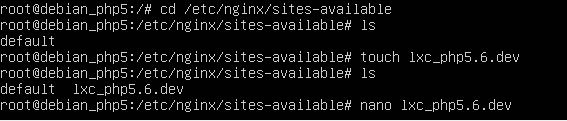 root@debian_php5:/# cd /etc/nginx/sites-available
root@debian_php5:/etc/nginx/sites-available# ls
default
root@debian_php5:/etc/nginx/sites-available# touch lxc_php5.6.dev
root@debian_php5:/etc/nginx/sites-available# ls
default  lxc_php5.6.dev
root@debian_php5:/etc/nginx/sites-available# nano lxc_php5.6.dev